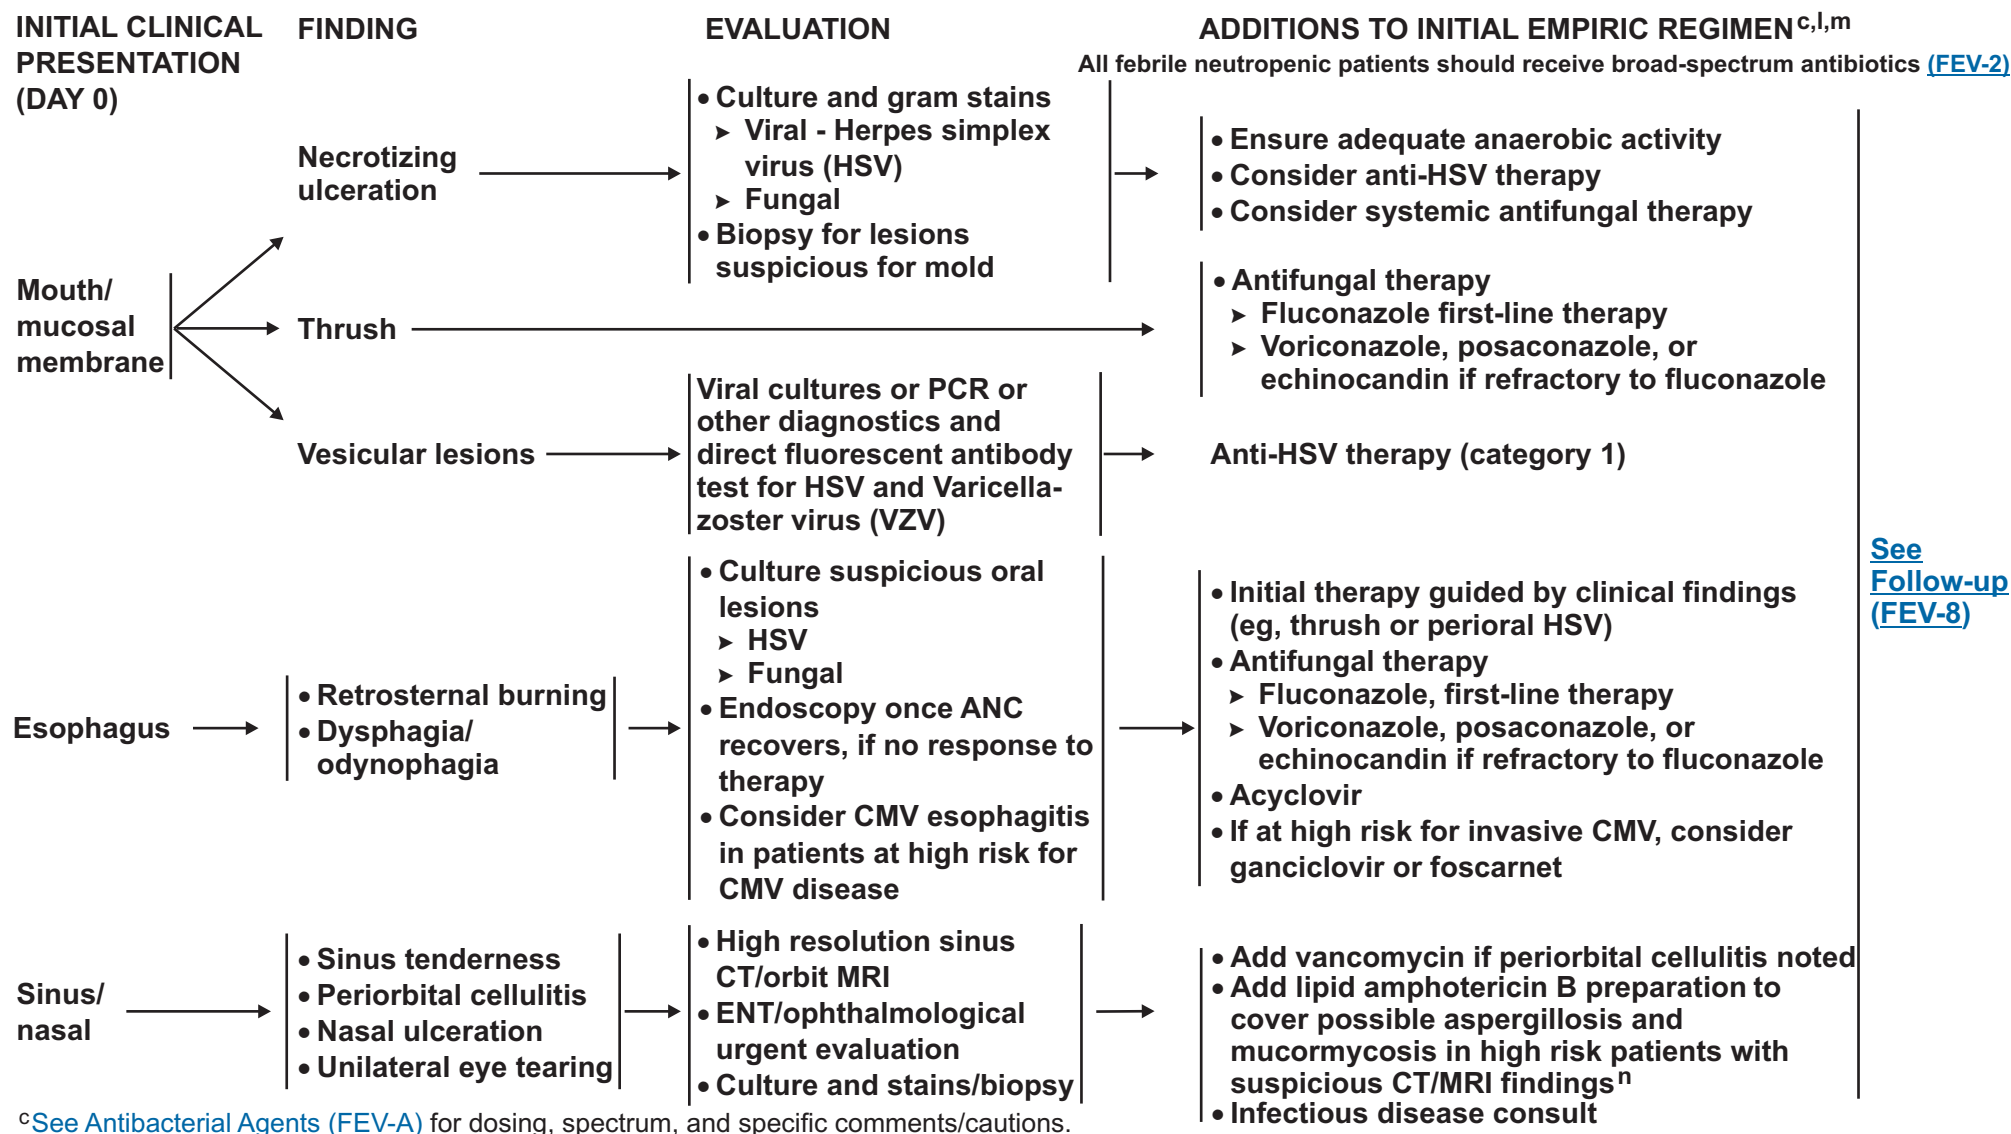 INITIAL CLINICAL
PRESENTATION
(DAY 0)
FINDING
EVALUATION
ADDITIONS TO INITIAL EMPIRIC REGIMENc,l,m
All febrile neutropenic patients should receive broad-spectrum antibiotics (FEV-2)
Mouth/
mucosal
membrane
Necrotizing
ulceration
• Culture and gram stains
➤ Viral - Herpes simplex
virus (HSV)
➤ Fungal
• Biopsy for lesions
suspicious for mold
• Ensure adequate anaerobic activity
• Consider anti-HSV therapy
• Consider systemic antifungal therapy
Thrush
• Antifungal therapy
➤ Fluconazole first-line therapy
➤ Voriconazole, posaconazole, or
echinocandin if refractory to fluconazole
Vesicular lesions
Viral cultures or PCR or
other diagnostics and
direct fluorescent antibody
test for HSV and Varicella-
zoster virus (VZV)
Anti-HSV therapy (category 1)
Esophagus
• Retrosternal burning
• Dysphagia/
odynophagia
• Culture suspicious oral
lesions
➤ HSV
➤ Fungal
• Endoscopy once ANC
recovers, if no response to
therapy
• Consider CMV esophagitis
in patients at high risk for
CMV disease
• Initial therapy guided by clinical findings
(eg, thrush or perioral HSV)
• Antifungal therapy
➤ Fluconazole, first-line therapy
➤ Voriconazole, posaconazole, or
echinocandin if refractory to fluconazole
• Acyclovir
• If at high risk for invasive CMV, consider
ganciclovir or foscarnet
Sinus/
nasal
• Sinus tenderness
• Periorbital cellulitis
• Nasal ulceration
• Unilateral eye tearing
• High resolution sinus
CT/orbit MRI
• ENT/ophthalmological
urgent evaluation
• Culture and stains/biopsy
• Add vancomycin if periorbital cellulitis noted
• Add lipid amphotericin B preparation to
cover possible aspergillosis and
mucormycosis in high risk patients with
suspicious CT/MRI findingsn
• Infectious disease consult
See
Follow-up
(FEV-8)
cSee Antibacterial Agents (FEV-A) for dosing, spectrum, and specific comments/cautions.